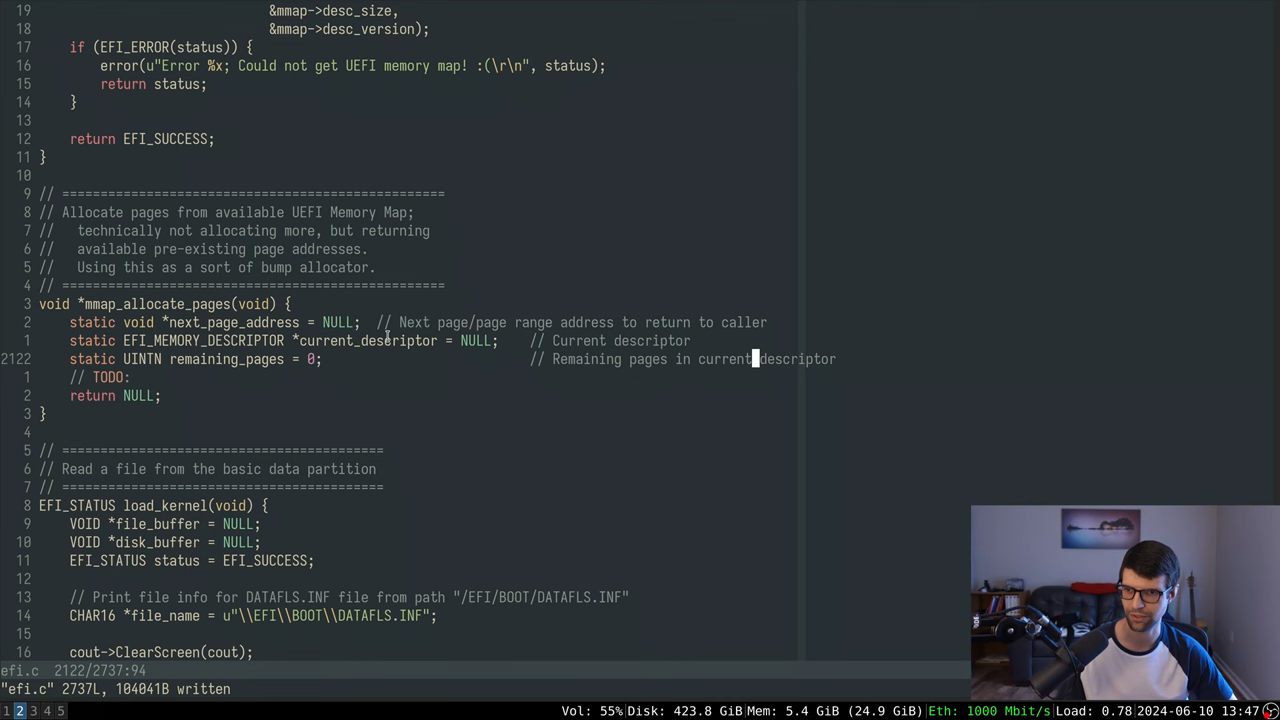 19                              &mmap->desc_size,
18                              &mmap->desc_version);
17    if (EFI_ERROR(status)) {
16        error(u"Error %x; Could not get UEFI memory map! :(\r\n", status);
15        return status;
14    }
13
12    return EFI_SUCCESS;
11 }
10
9 // ==================================================
8 // Allocate pages from available UEFI Memory Map;
7 //   technically not allocating more, but returning
6 //   available pre-existing page addresses.
5 //   Using this as a sort of bump allocator.
4 // ==================================================
3 void *mmap_allocate_pages(void) {
2     static void *next_page_address = NULL;  // Next page/page range address to return to caller
1     static EFI_MEMORY_DESCRIPTOR *current_descriptor = NULL;    // Current descriptor
2122     static UINTN remaining_pages = 0;                           // Remaining pages in current descriptor
1     // TODO:
2     return NULL;
3 }
4
5 // ==========================================
6 // Read a file from the basic data partition
7 // ==========================================
8 EFI_STATUS load_kernel(void) {
9     VOID *file_buffer = NULL;
10     VOID *disk_buffer = NULL;
11     EFI_STATUS status = EFI_SUCCESS;
12
13     // Print file info for DATAFLS.INF file from path "/EFI/BOOT/DATAFLS.INF"
14     CHAR16 *file_name = u"\\EFI\\BOOT\\DATAFLS.INF";
15
16     cout->ClearScreen(cout);
efi.c  2122/2737:94
"efi.c" 2737L, 104041B written
1 2 3 4 5 Vol: 55%|Disk: 423.8 GiB|Mem: 5.4 GiB (24.9 GiB)|Eth: 1000 Mbit/s|Load: 0.78|2024-06-10 13:47